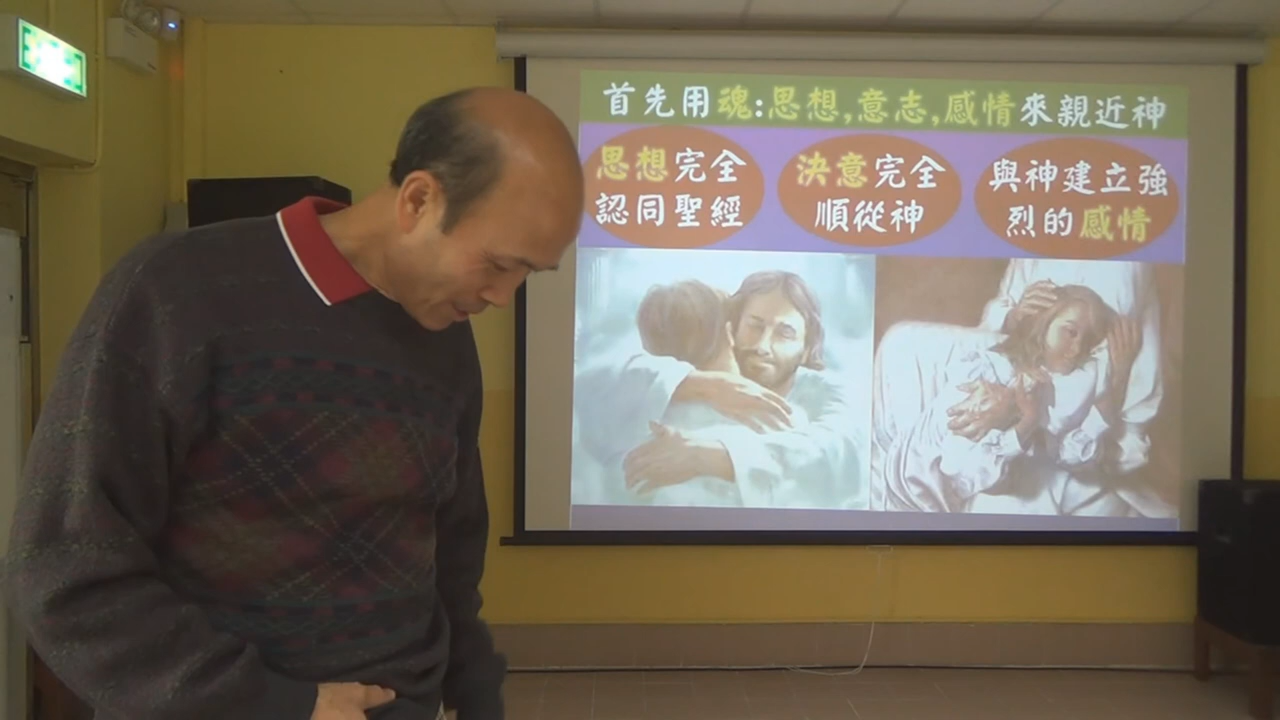 首先用魂:思想,意志,感情來親近神
思想完全
認同聖經
決意完全
順從神
與神建立強
烈的感情